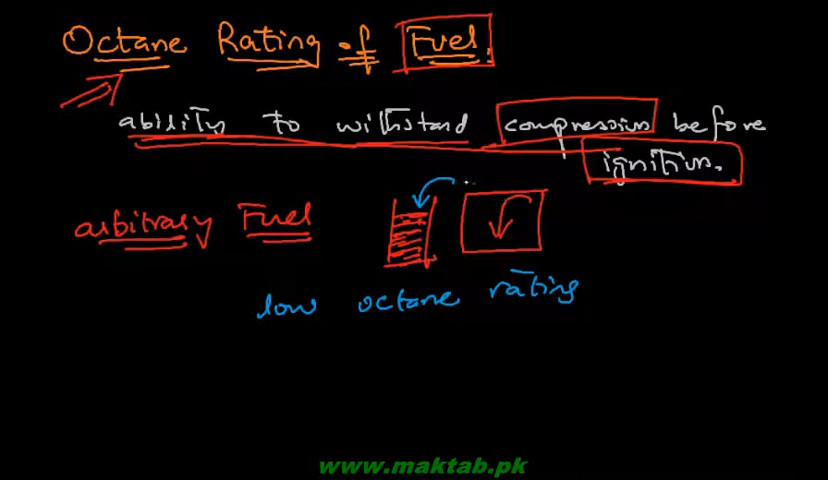 Octane Rating of Fuel.
ability to withstand compression before
ignition.
arbitrary Fuel
low octane rating
www.maktab.pk